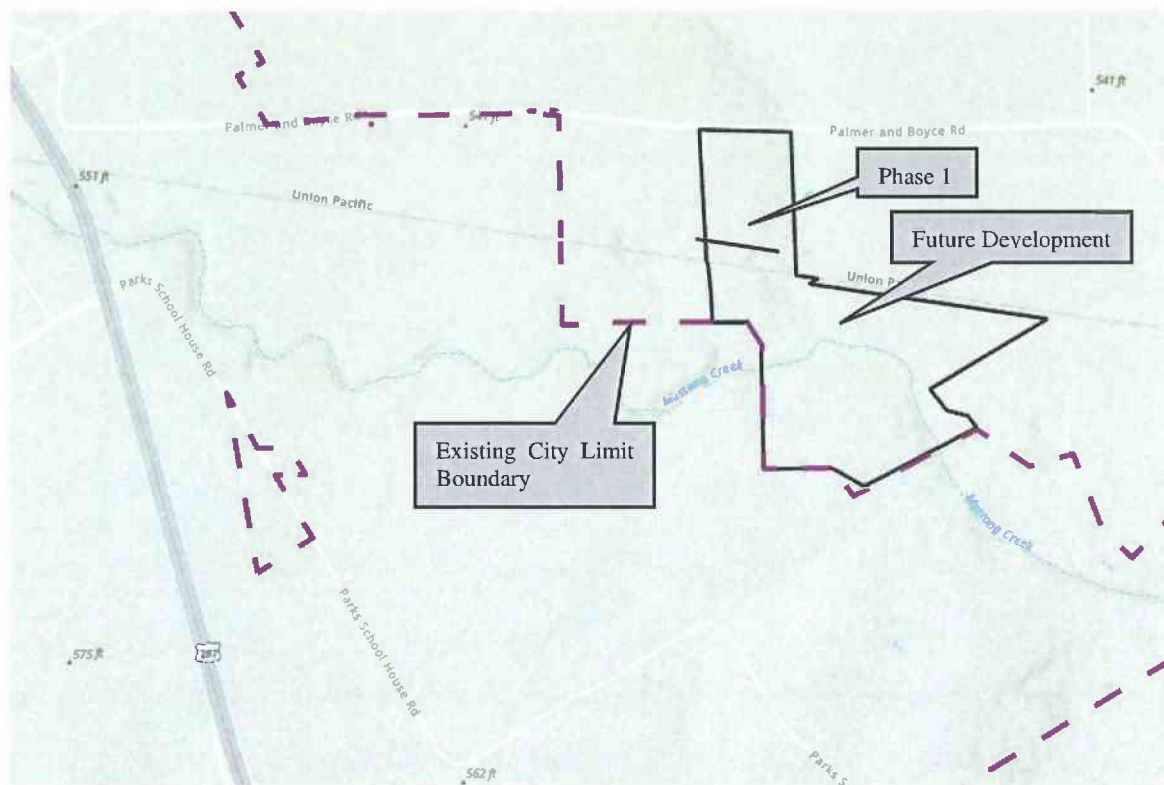 541 ft
Palmer and Boyce Rd
Palmer and Boyce Rd
Phase 1
551 ft
Union Pacific
Future Development
Union
Parks School House Rd
Mustang Creek
Existing City Limit
Boundary
Mustang Creek
Parks School House Rd
287
575 ft
562 ft
Parks S